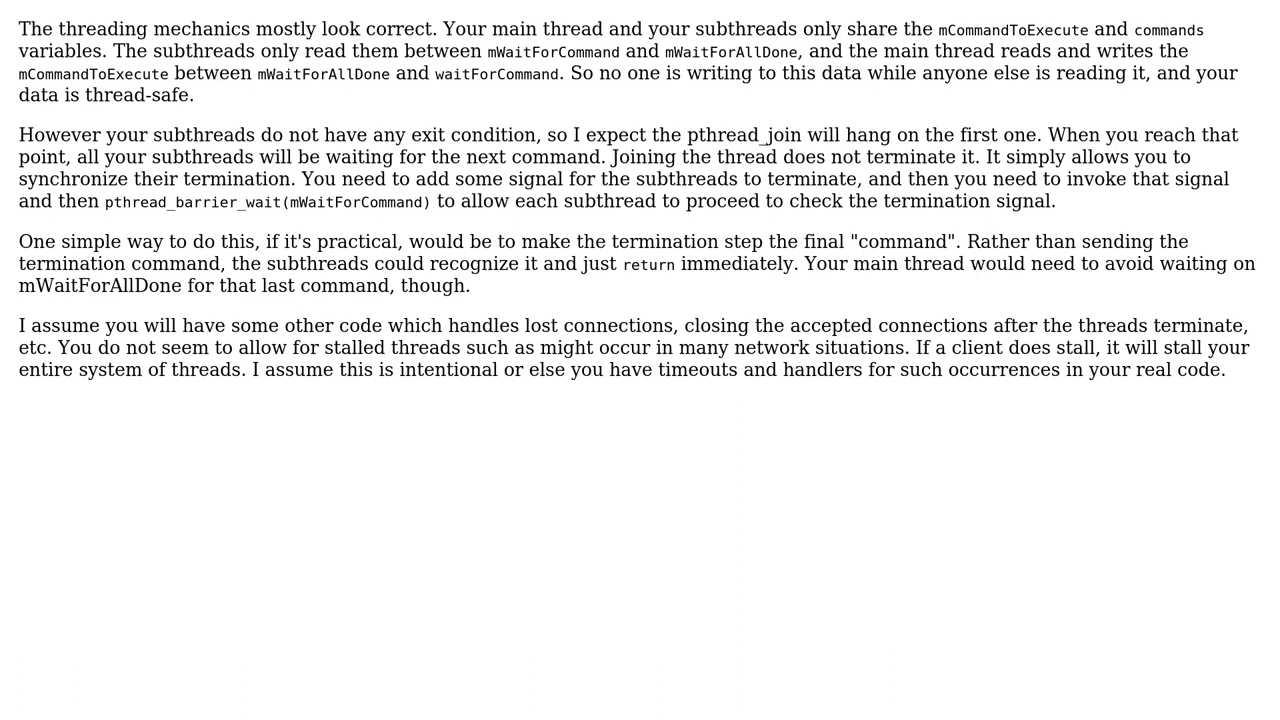 The threading mechanics mostly look correct. Your main thread and your subthreads only share the mCommandToExecute and commands
variables. The subthreads only read them between mWaitForCommand and mWaitForAllDone, and the main thread reads and writes the
mCommandToExecute between mWaitForAllDone and waitForCommand. So no one is writing to this data while anyone else is reading it, and your
data is thread-safe.
However your subthreads do not have any exit condition, so I expect the pthread_join will hang on the first one. When you reach that
point, all your subthreads will be waiting for the next command. Joining the thread does not terminate it. It simply allows you to
synchronize their termination. You need to add some signal for the subthreads to terminate, and then you need to invoke that signal
and then pthread_barrier_wait(mWaitForCommand) to allow each subthread to proceed to check the termination signal.
One simple way to do this, if it's practical, would be to make the termination step the final "command". Rather than sending the
termination command, the subthreads could recognize it and just return immediately. Your main thread would need to avoid waiting on
mWaitForAllDone for that last command, though.
I assume you will have some other code which handles lost connections, closing the accepted connections after the threads terminate,
etc. You do not seem to allow for stalled threads such as might occur in many network situations. If a client does stall, it will stall your
entire system of threads. I assume this is intentional or else you have timeouts and handlers for such occurrences in your real code.